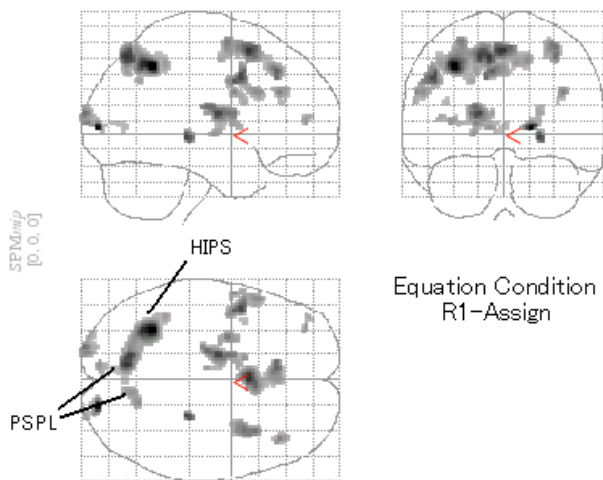 SPMmip
[0, 0, 0]
HIPS
Equation Condition
R1-Assign
PSPL